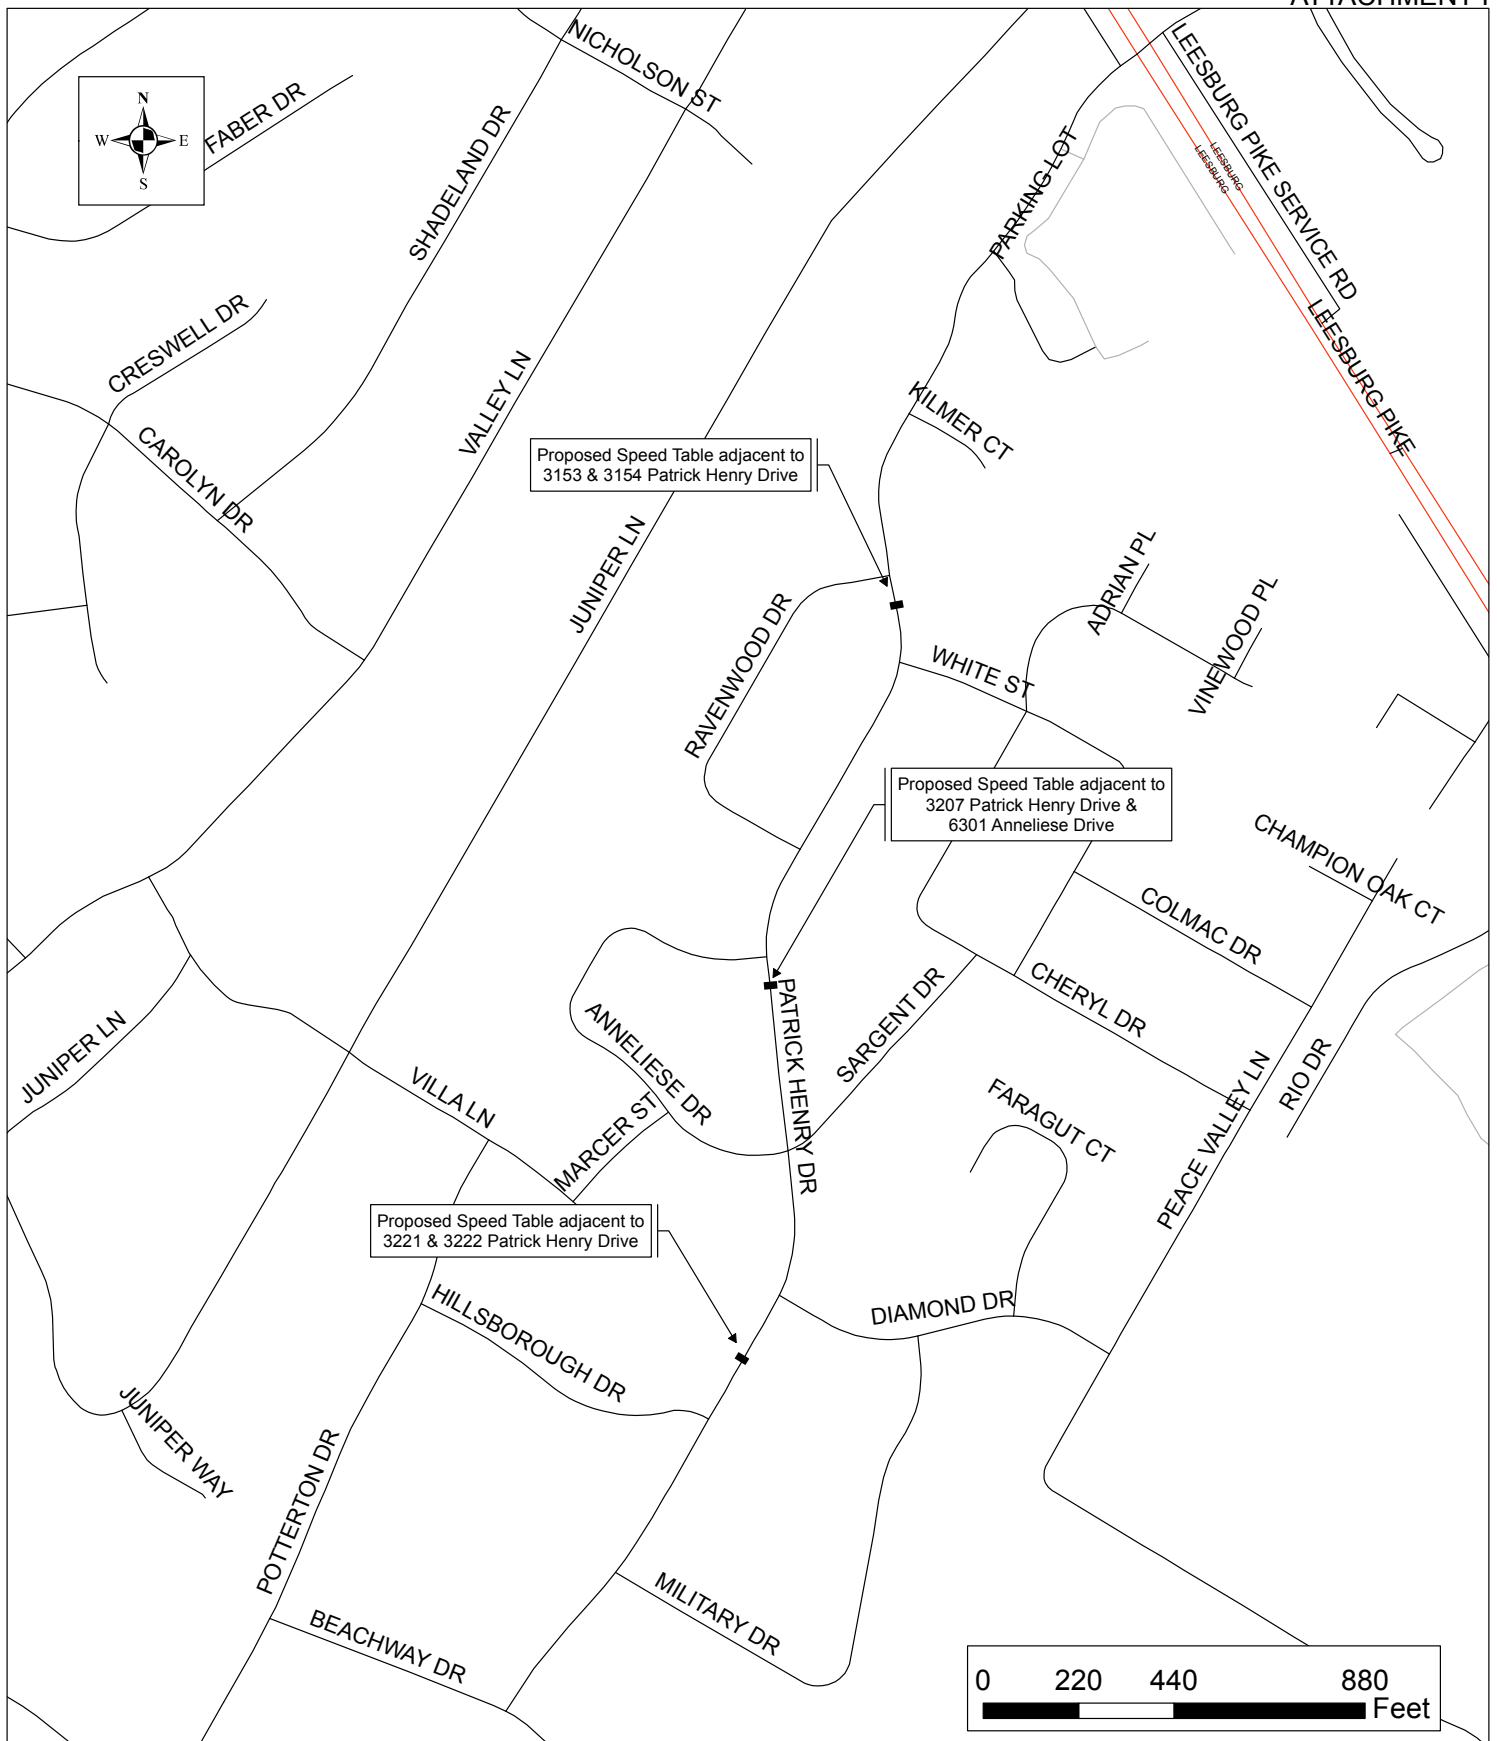 NICHOLSON ST
LEESBURG PIKE SERVICE RD
N
W
E
S
FABER DR
SHADELAND DR
PARKING LOT
LEESBURG
LEESBURG
CRESWELL DR
VALLEY LN
LEESBURG PIKE
KILMER CT
CAROLYN DR
Proposed Speed Table adjacent to
3153 & 3154 Patrick Henry Drive
JUNIPER LN
ADRIAN PL
RAVENWOOD DR
VINEWOOD PL
WHITE ST
Proposed Speed Table adjacent to
3207 Patrick Henry Drive &
6301 Anneliese Drive
CHAMPION OAK CT
COLMAC DR
CHERYL DR
SARGENT DR
PATRICK HENRY DR
ANNELIESE DR
JUNIPER LN
VILLA LN
MARCER ST
FARAGUT CT
RIO DR
PEACE VALLEY LN
Proposed Speed Table adjacent to
3221 & 3222 Patrick Henry Drive
HILLSBOROUGH DR
DIAMOND DR
JUNIPER WAY
POTTERTON DR
MILITARY DR
BEACHWAY DR
0 220 440 880
Feet